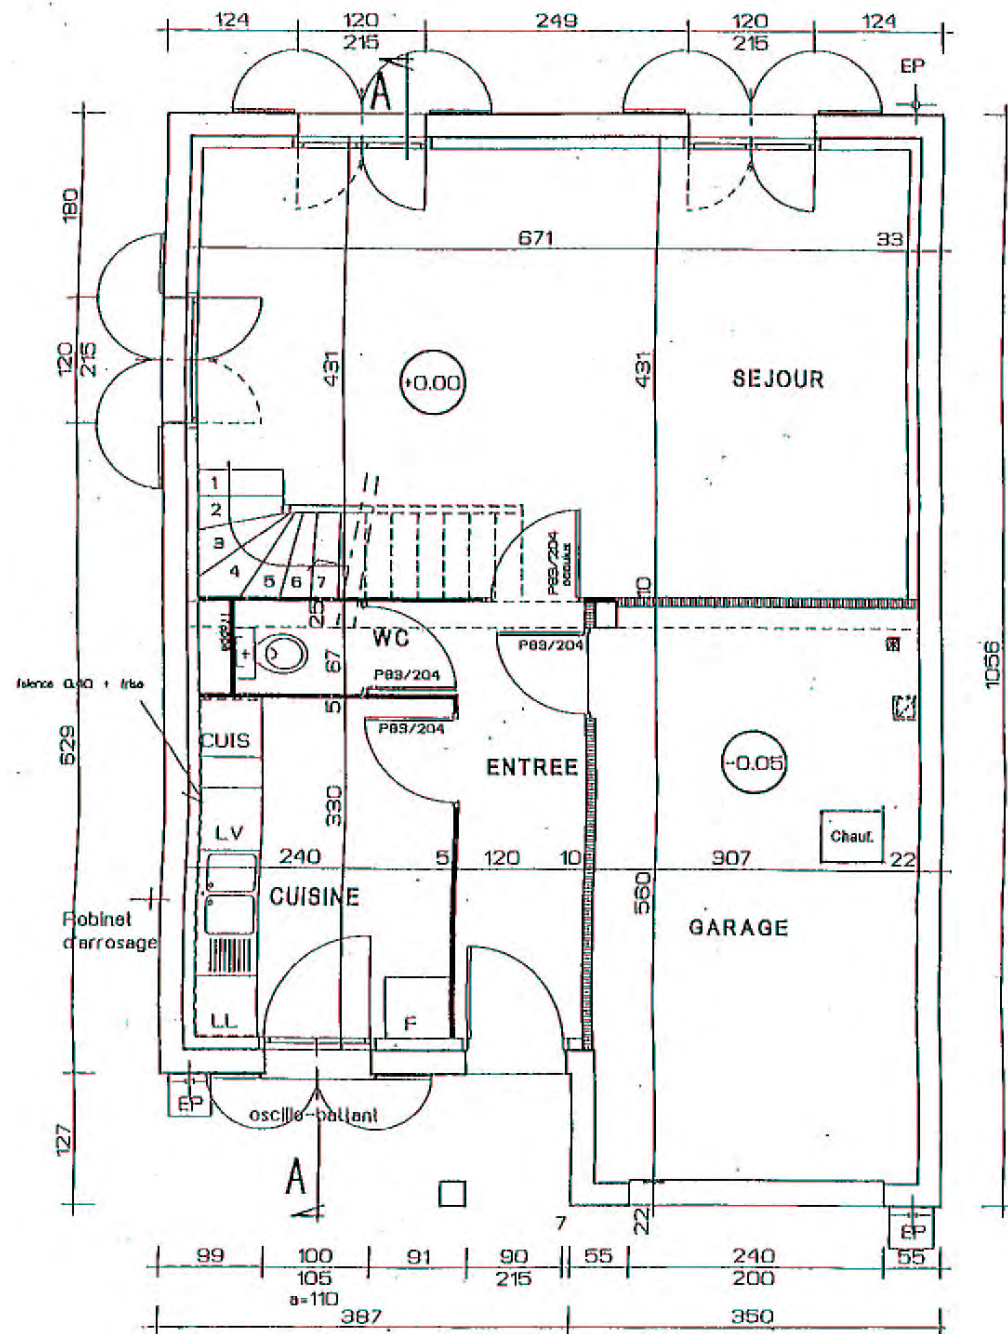 124 120 249 120 124
215 215
A
EP
180
671 33
120
215
431 431
+0.00
SEJOUR
1
2
3
4
5
6
7
P83/204
25
10
WC
P83/204
67
P83/204
5
P83/204
629
1056
CUIS
ENTREE
-0.05
330
LV
Chauf.
240 5 120 10 307 22
CUISINE
560
GARAGE
Robinet
d'arrosage
LL
F
EP
oscillo-battant
127
A
7
22
EP
99 100 91 90 55 240 55
105 215 200
a=110
387 350